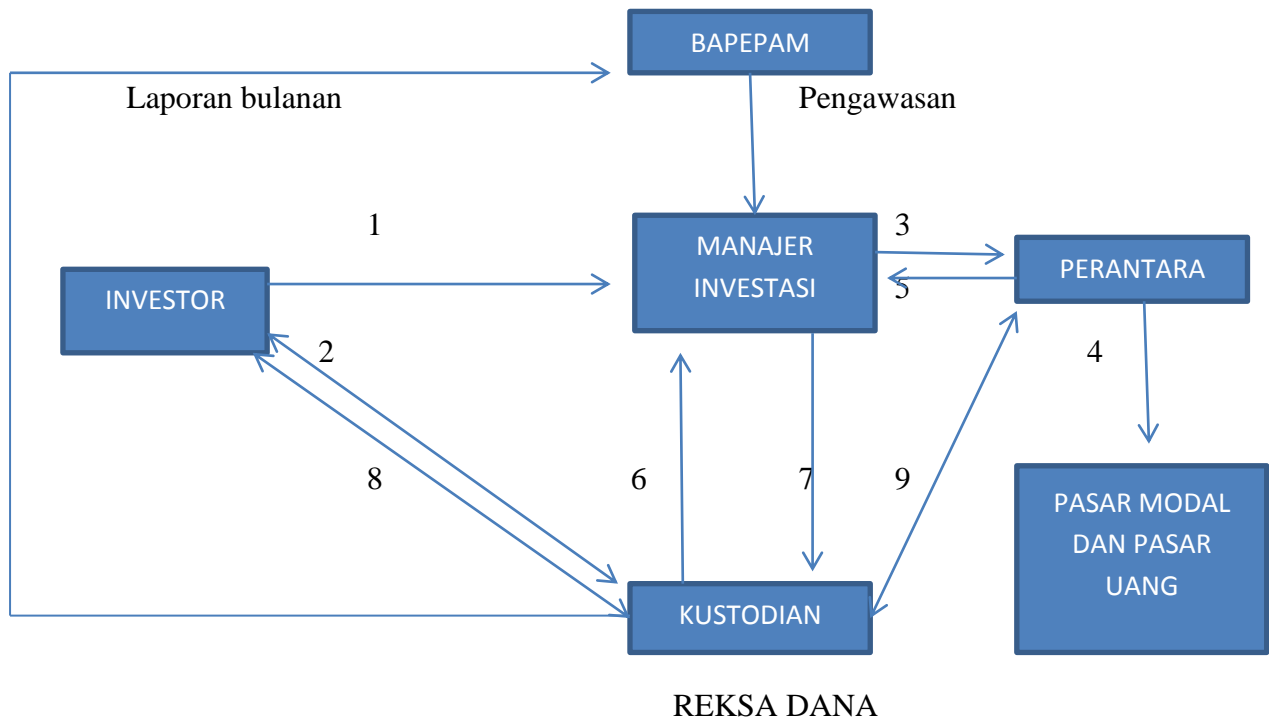 BAPEPAM
Laporan bulanan
Pengawasan
1
MANAJER
INVESTASI
3
5
PERANTARA
INVESTOR
2
4
8
6
7
9
PASAR MODAL
DAN PASAR
UANG
KUSTODIAN
REKSA DANA